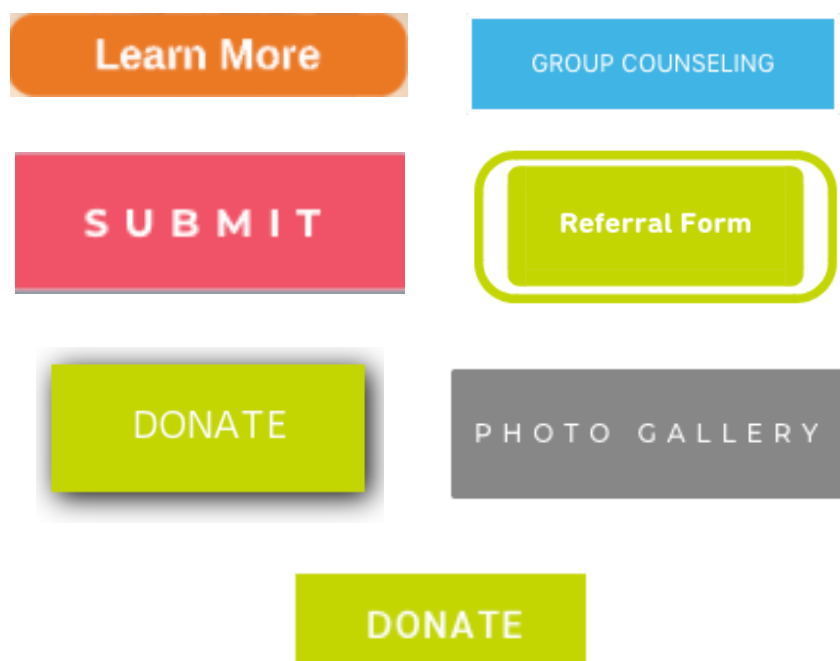 Learn More
GROUP COUNSELING
SUBMIT
Referral Form
DONATE
PHOTO GALLERY
DONATE